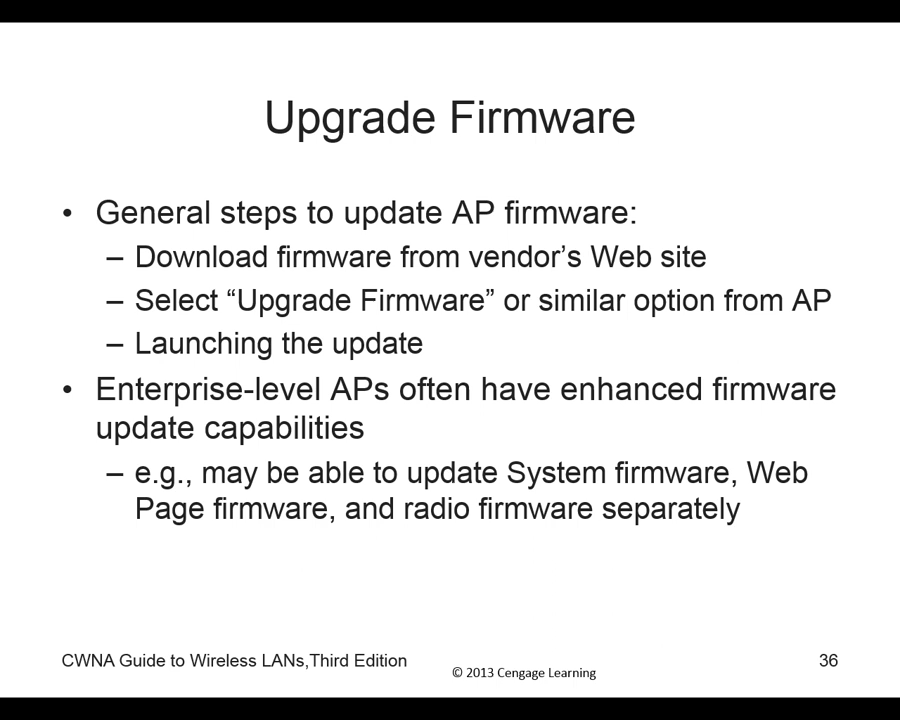 Upgrade Firmware
• General steps to update AP firmware:
– Download firmware from vendor’s Web site
– Select “Upgrade Firmware” or similar option from AP
– Launching the update
• Enterprise-level APs often have enhanced firmware
update capabilities
– e.g., may be able to update System firmware, Web
Page firmware, and radio firmware separately
CWNA Guide to Wireless LANs,Third Edition
© 2013 Cengage Learning
36